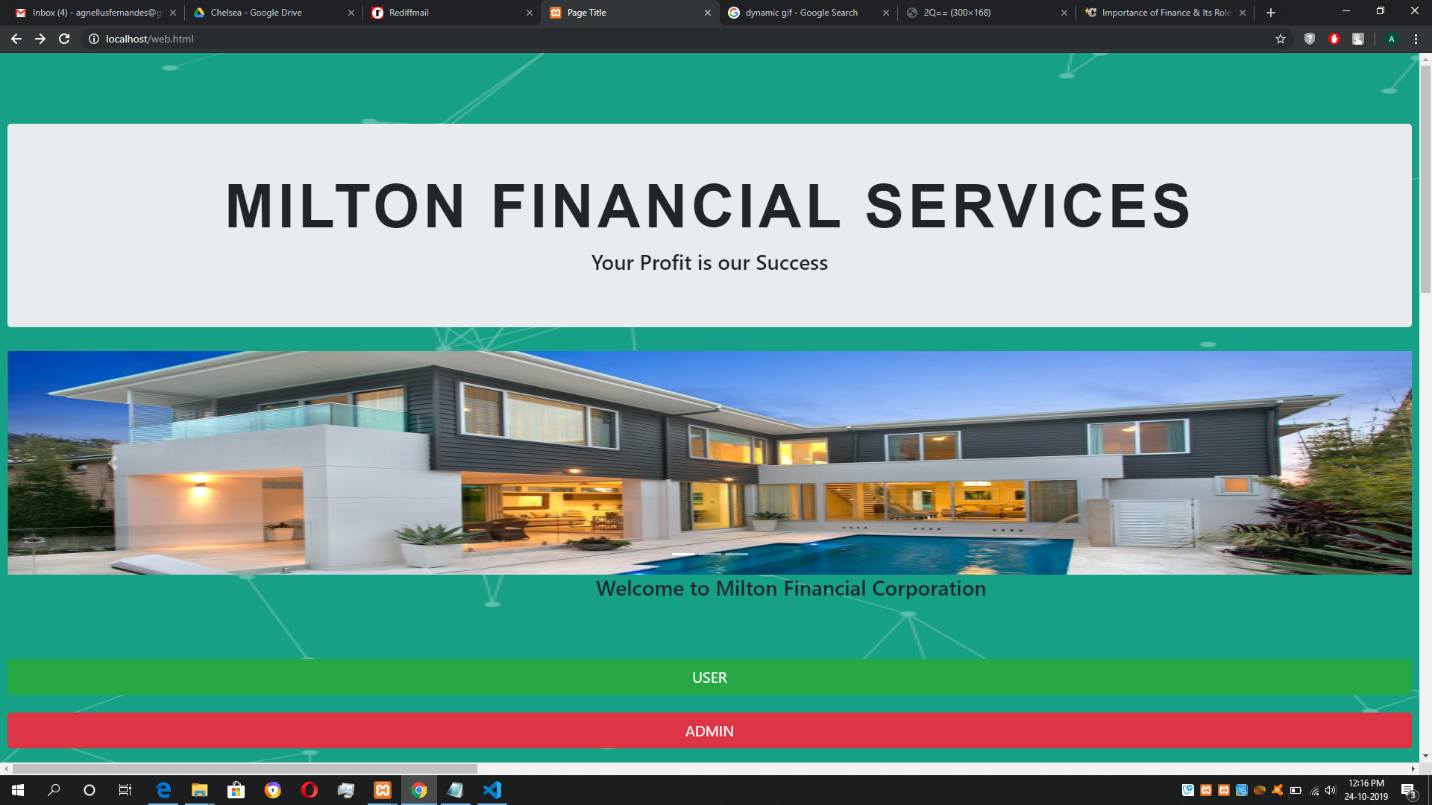 Inbox (4) - agnellusfernandes@g
Chelsea - Google Drive
Rediffmail
Page Title
dynamic gif - Google Search
2Q== (300×168)
Importance of Finance & Its Role
localhost/web.html
A
MILTON FINANCIAL SERVICES
Your Profit is our Success
Welcome to Milton Financial Corporation
USER
ADMIN
12:16 PM
24-10-2019
3